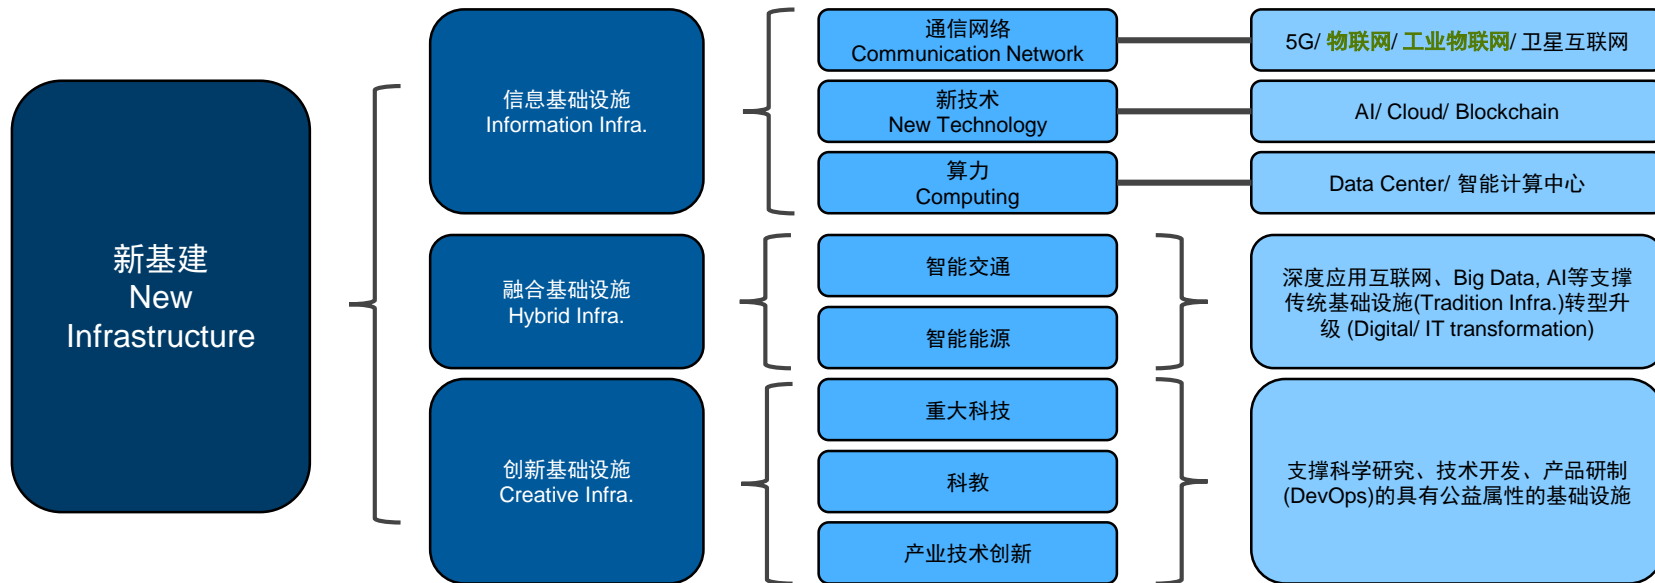 新基建
New
Infrastructure
信息基础设施
Information Infra.
通信网络
Communication Network
5G/ 物联网/ 工业物联网/ 卫星互联网
新技术
New Technology
AI/ Cloud/ Blockchain
算力
Computing
Data Center/ 智能计算中心
融合基础设施
Hybrid Infra.
智能交通
智能能源
深度应用互联网、Big Data, AI等支撑
传统基础设施(Tradition Infra.)转型升
级 (Digital/ IT transformation)
创新基础设施
Creative Infra.
重大科技
科教
产业技术创新
支撑科学研究、技术开发、产品研制
(DevOps)的具有公益属性的基础设施